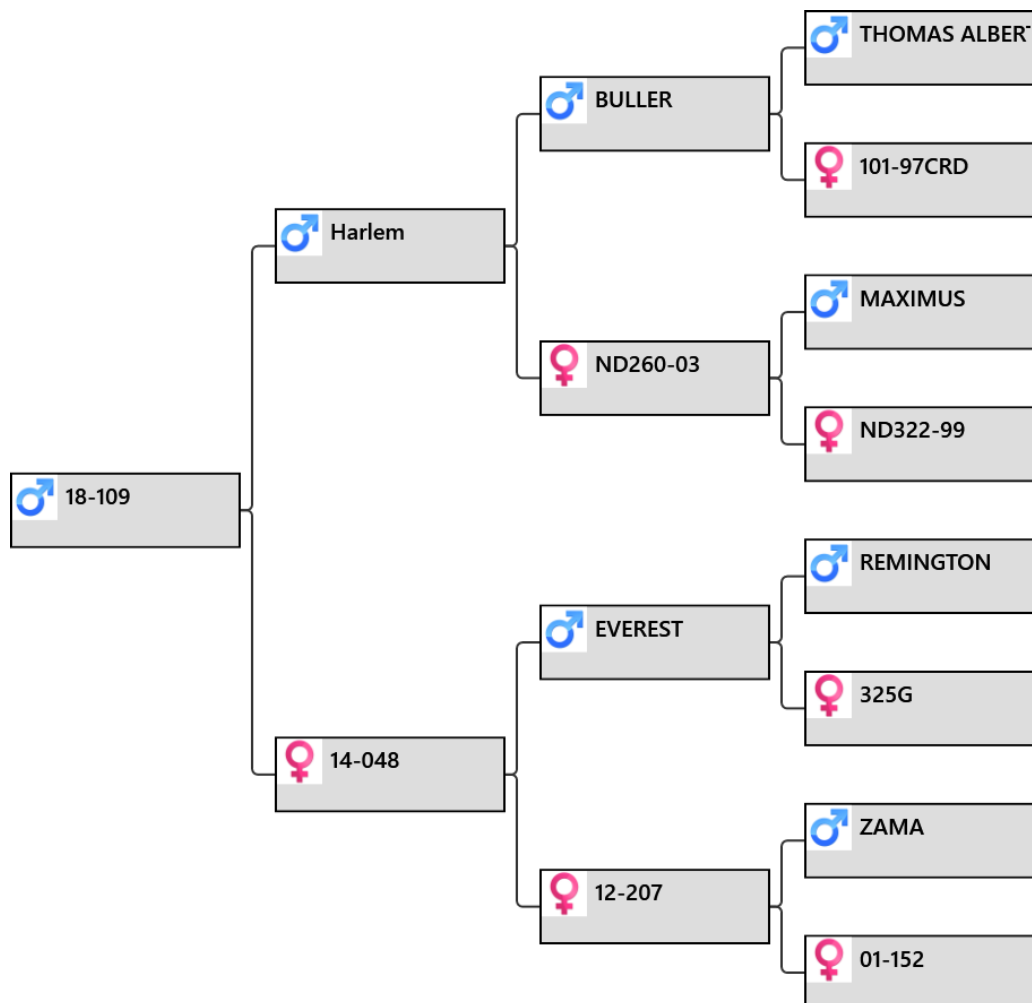 THOMAS ALBER
BULLER
101-97CRD
Harlem
MAXIMUS
ND260-03
ND322-99
18-109
REMINGTON
EVEREST
325G
14-048
ZAMA
12-207
01-152